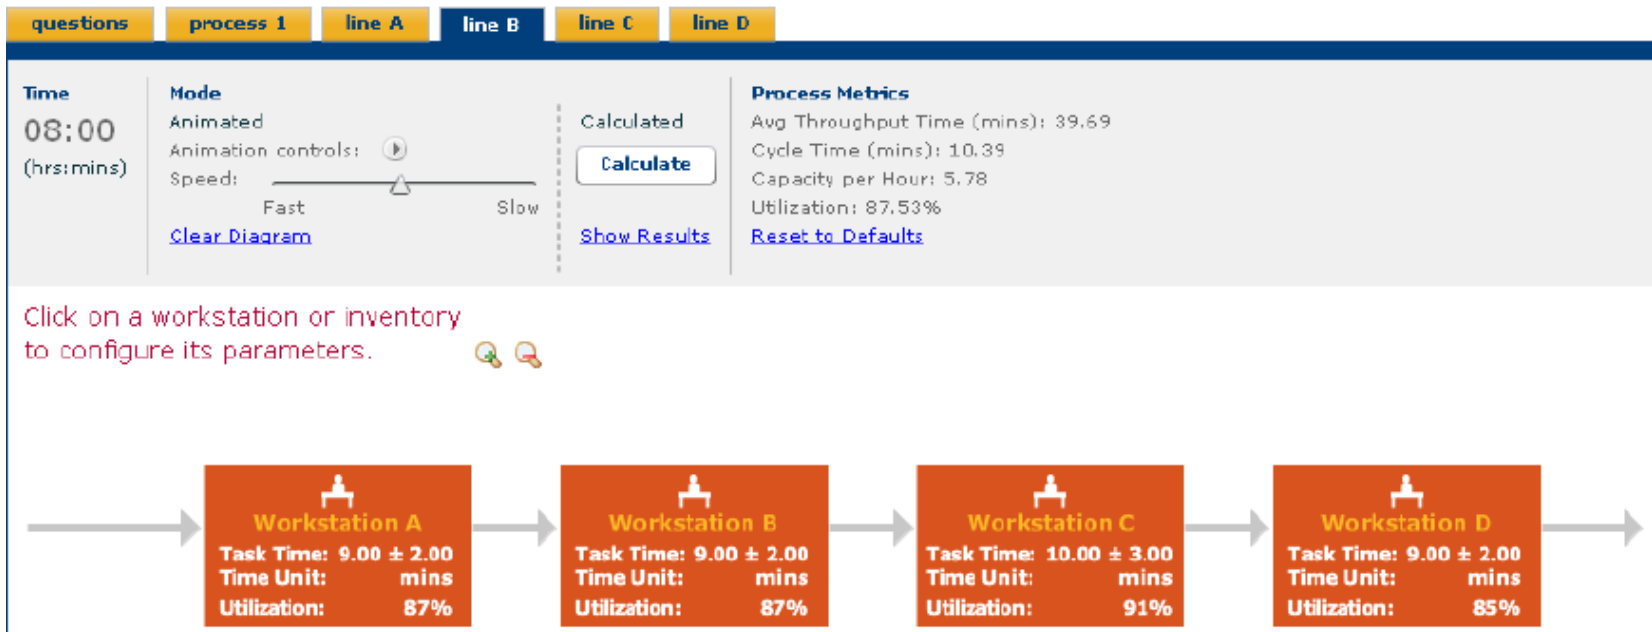 questions process 1 line A line B line C line D
Time
08:00
(hrs:mins)
Mode
Animated
Animation controls:
Speed:
Fast Slow
Clear Diagram
Calculated
Calculate
Show Results
Process Metrics
Avg Throughput Time (mins): 39.69
Cycle Time (mins): 10.39
Capacity per Hour: 5.78
Utilization: 87.53%
Reset to Defaults
Click on a workstation or inventory
to configure its parameters.
Workstation A
Task Time: 9.00 ± 2.00
Time Unit: mins
Utilization: 87%
Workstation B
Task Time: 9.00 ± 2.00
Time Unit: mins
Utilization: 87%
Workstation C
Task Time: 10.00 ± 3.00
Time Unit: mins
Utilization: 91%
Workstation D
Task Time: 9.00 ± 2.00
Time Unit: mins
Utilization: 85%